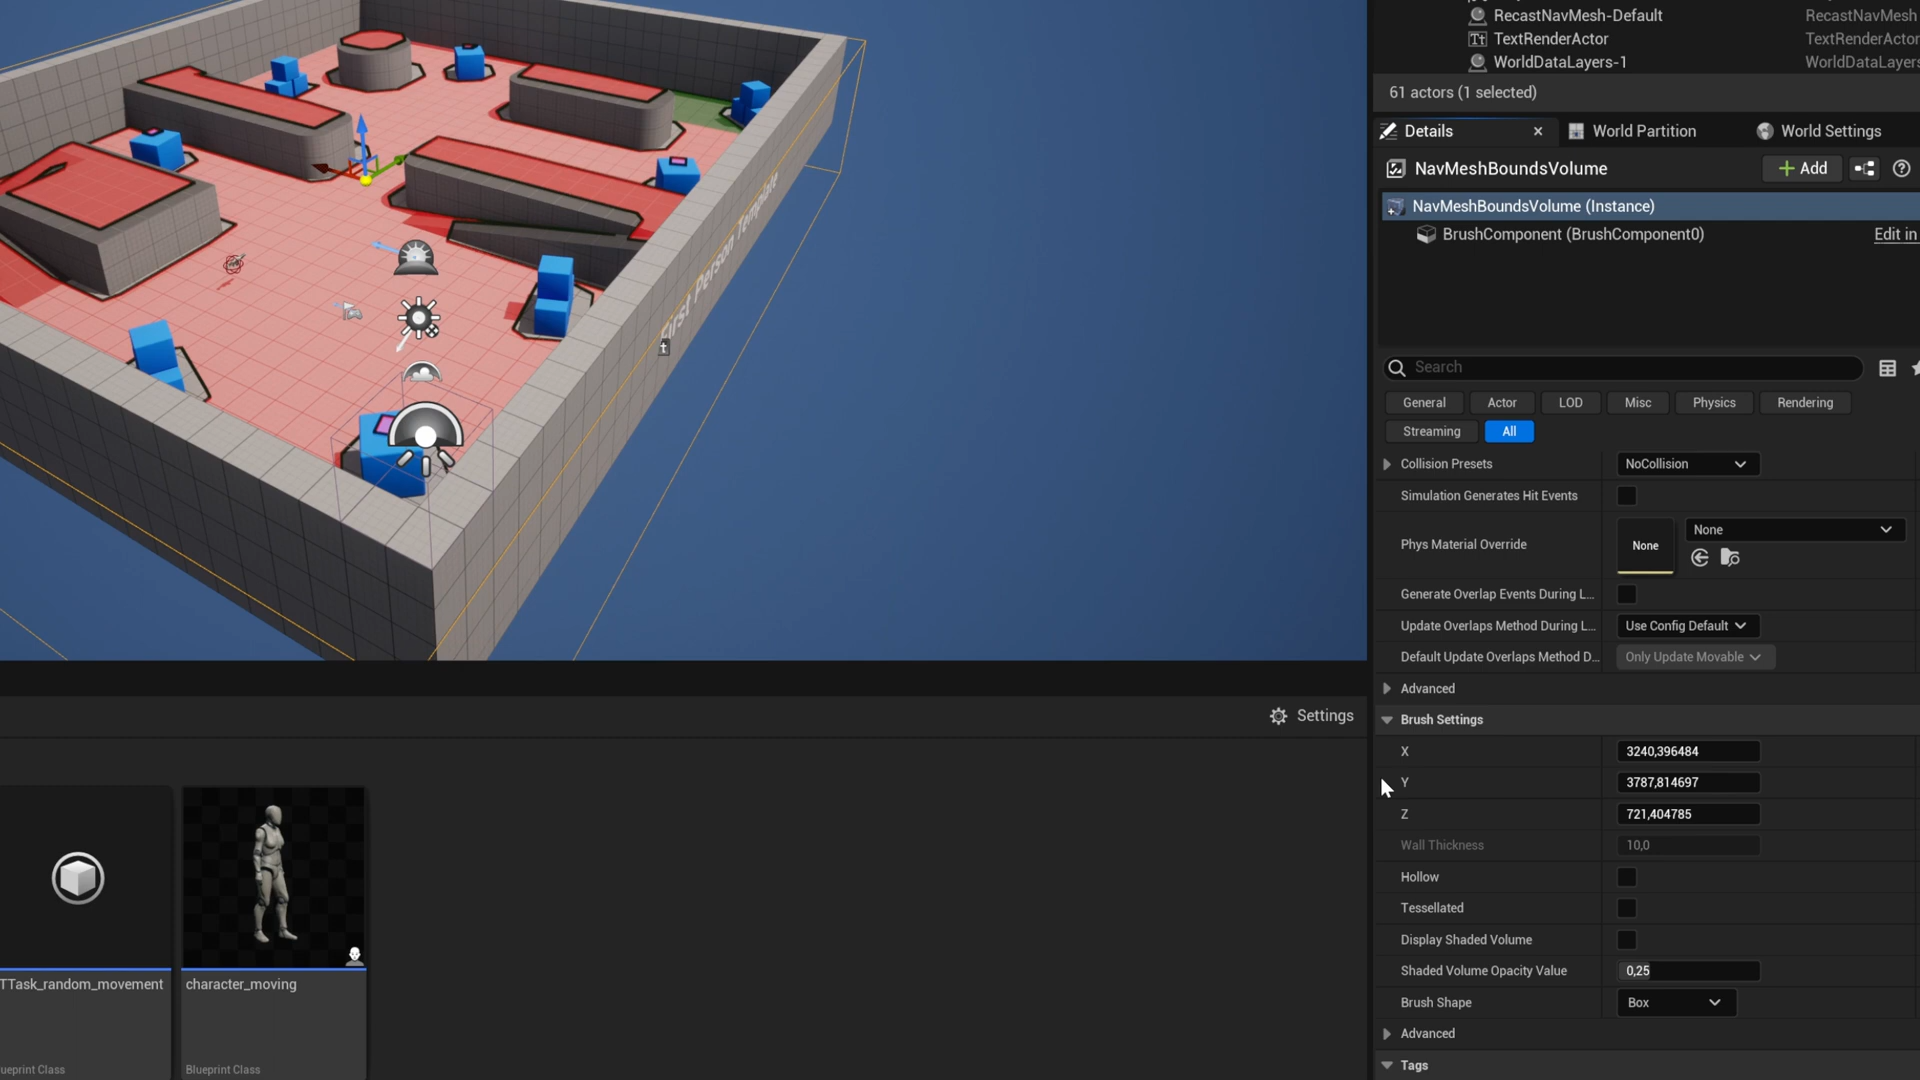 RecastNavMesh-Default RecastNavMesh
TextRenderActor TextRenderActor
WorldDataLayers-1 WorldDataLayers
61 actors (1 selected)
Details World Partition World Settings
NavMeshBoundsVolume Add
NavMeshBoundsVolume (Instance)
BrushComponent (BrushComponent0) Edit in
Search
General Actor LOD Misc Physics Rendering
Streaming All
Collision Presets NoCollision
Simulation Generates Hit Events
Phys Material Override None None
Generate Overlap Events During L...
Update Overlaps Method During L... Use Config Default
Default Update Overlaps Method D... Only Update Movable
Advanced
Brush Settings
X 3240,396484
Y 3787,814697
Z 721,404785
Wall Thickness 10,0
Hollow
Tessellated
Display Shaded Volume
Shaded Volume Opacity Value 0,25
Brush Shape Box
Advanced
Tags
First Person Template
Settings
TTask_random_movement
ueprint Class
character_moving
Blueprint Class